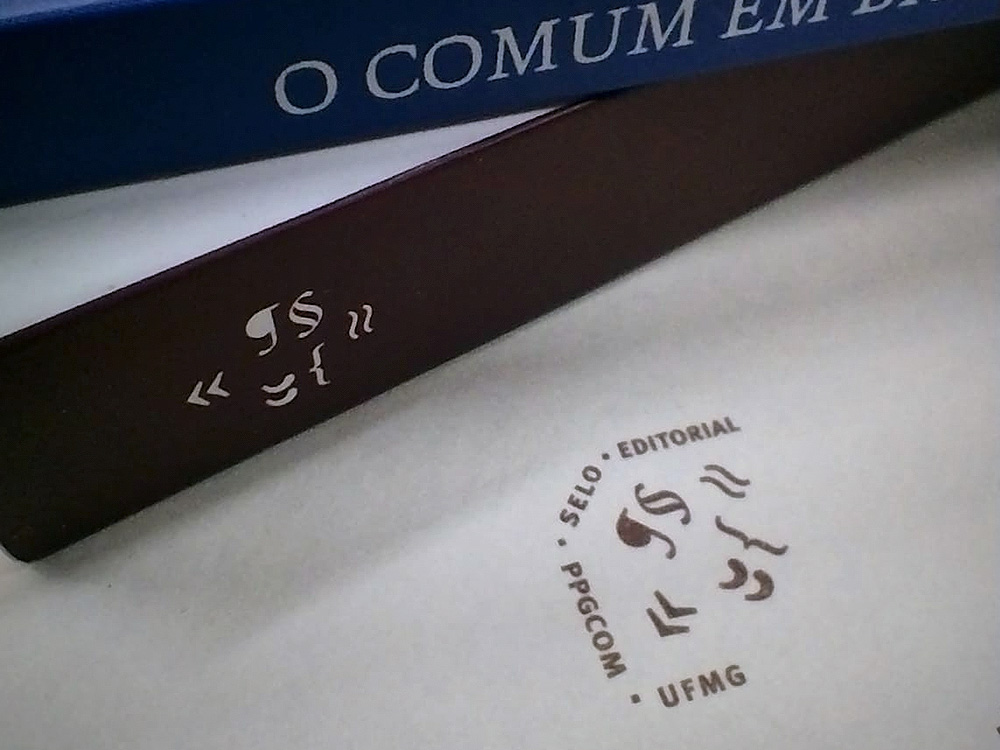 O COMUM EM
¶§
« ” { ≈
SELO • EDITORIAL
PPGCOM • UFMG